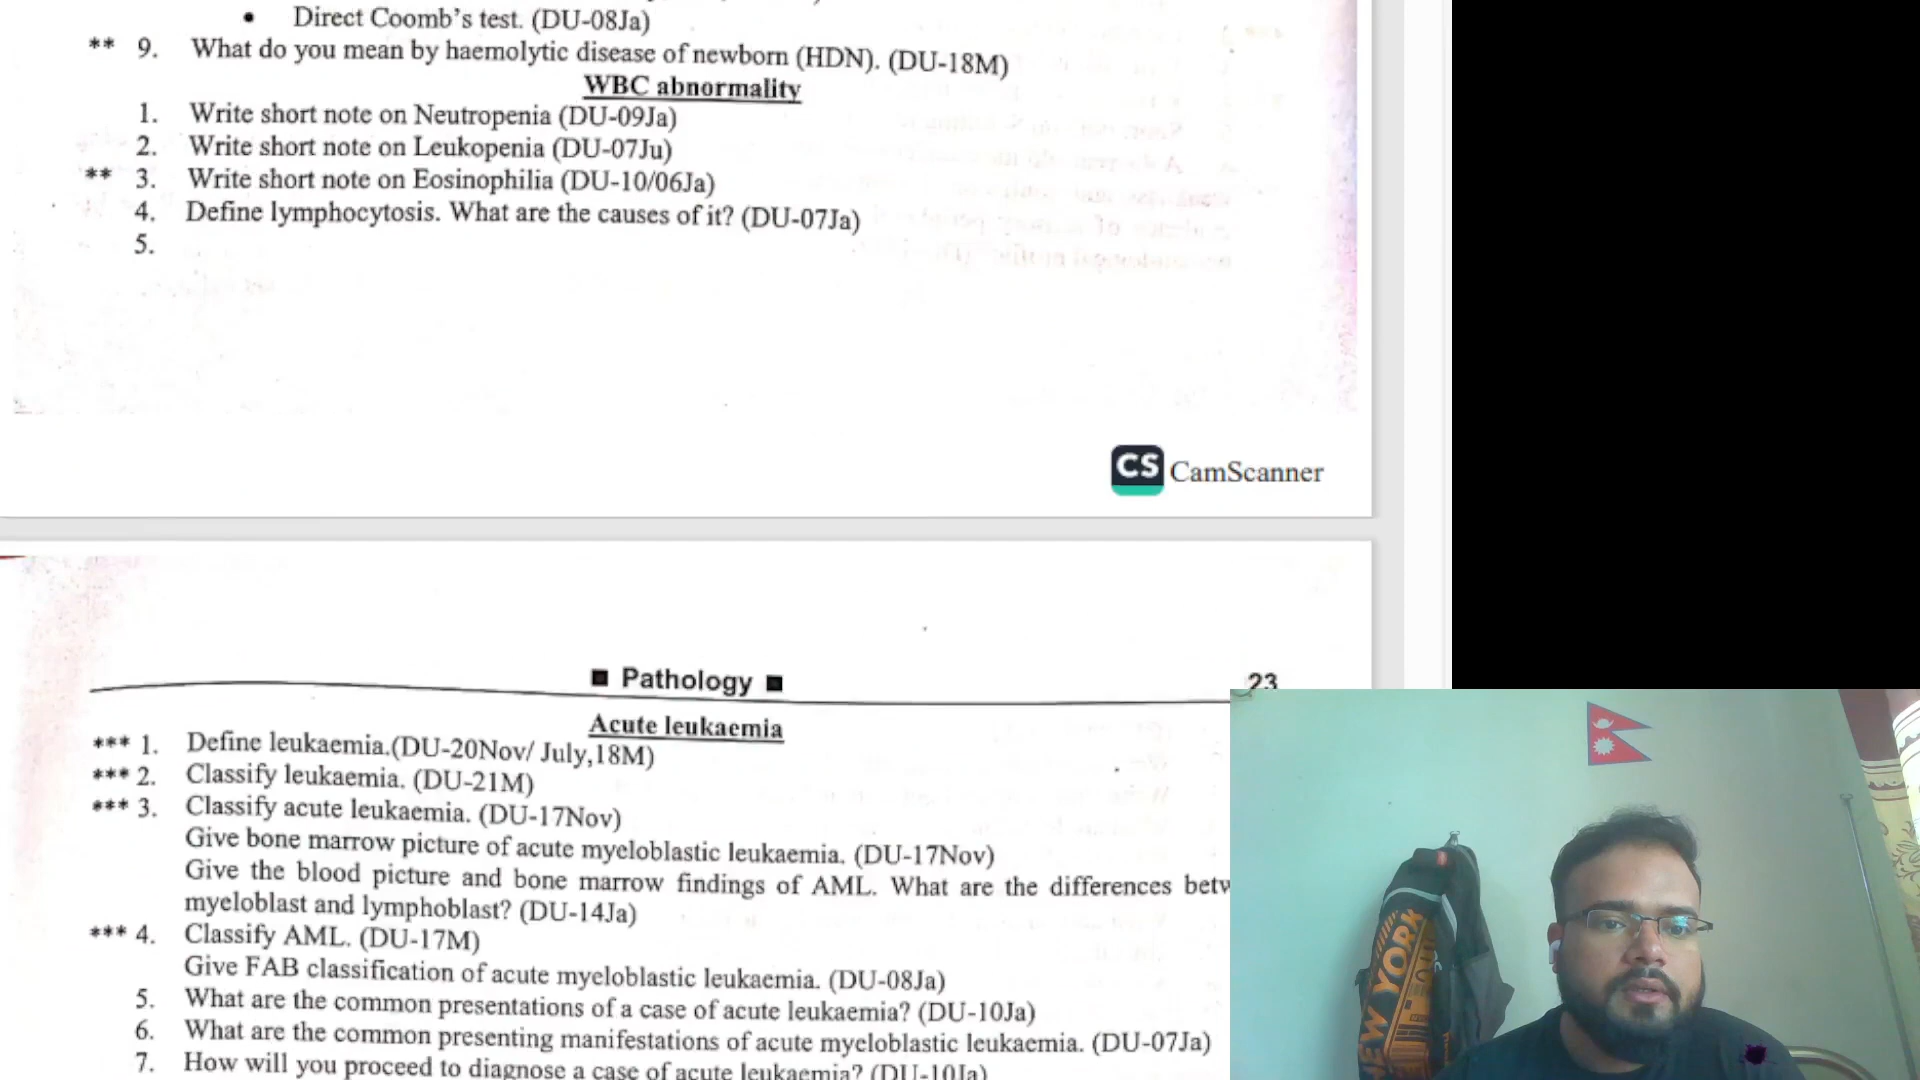 • Direct Coomb's test. (DU-08Ja)
** 9. What do you mean by haemolytic disease of newborn (HDN). (DU-18M)
WBC abnormality
1. Write short note on Neutropenia (DU-09Ja)
2. Write short note on Leukopenia (DU-07Ju)
** 3. Write short note on Eosinophilia (DU-10/06Ja)
4. Define lymphocytosis. What are the causes of it? (DU-07Ja)
5.
CS CamScanner
■ Pathology ■ 23
Acute leukaemia
*** 1. Define leukaemia.(DU-20Nov/ July,18M)
*** 2. Classify leukaemia. (DU-21M)
*** 3. Classify acute leukaemia. (DU-17Nov)
Give bone marrow picture of acute myeloblastic leukaemia. (DU-17Nov)
Give the blood picture and bone marrow findings of AML. What are the differences betw
myeloblast and lymphoblast? (DU-14Ja)
*** 4. Classify AML. (DU-17M)
Give FAB classification of acute myeloblastic leukaemia. (DU-08Ja)
5. What are the common presentations of a case of acute leukaemia? (DU-10Ja)
6. What are the common presenting manifestations of acute myeloblastic leukaemia. (DU-07Ja)
7. How will you proceed to diagnose a case of acute leukaemia? (DU-10Ja)
NEW YORK